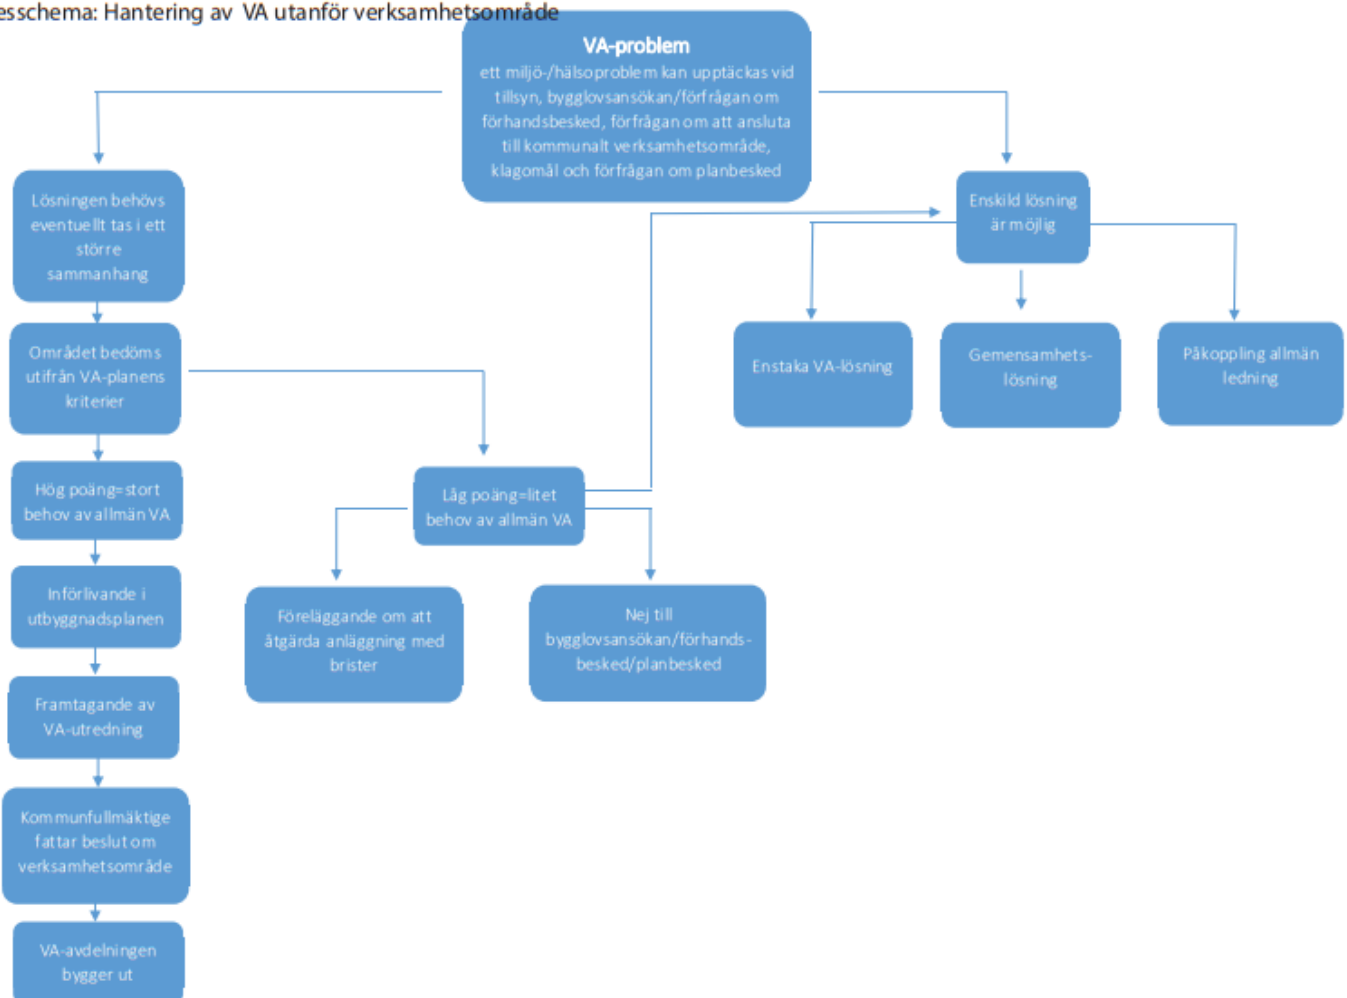 esschema: Hantering av VA utanför verksamhetsområde
VA-problem
ett miljö-/hälsoproblem kan upptäckas vid
tillsyn, bygglovsansökan/förfrågan om
förhandsbesked, förfrågan om att ansluta
till kommunalt verksamhetsområde,
klagomål och förfrågan om planbesked
Lösningen behövs
eventuellt tas i ett
större
sammanhang
Enskild lösning
är möjlig
Området bedöms
utifrån VA-planens
kriterier
Enstaka VA-lösning
Gemensamhets-
lösning
Påkoppling allmän
ledning
Hög poäng=stort
behov av allmän VA
Låg poäng=litet
behov av allmän VA
Införlivande i
utbyggnadsplanen
Föreläggande om att
åtgärda anläggning med
brister
Nej till
bygglovsansökan/förhands-
besked/planbesked
Framtagande av
VA-utredning
Kommunfullmäktige
fattar beslut om
verksamhetsområde
VA-avdelningen
bygger ut